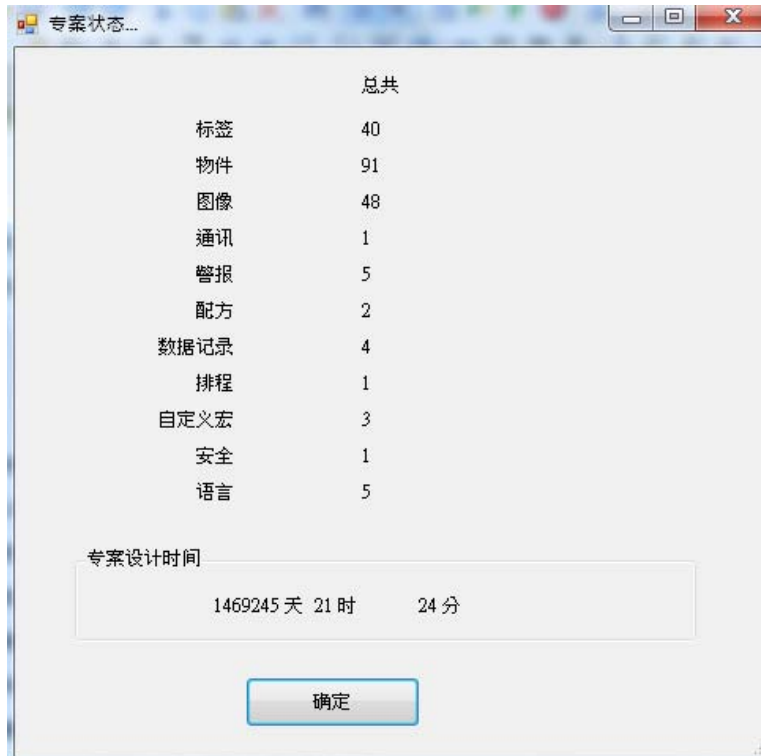 专案状态...
总共
标签 40
物件 91
图像 48
通讯 1
警报 5
配方 2
数据记录 4
排程 1
自定义宏 3
安全 1
语言 5
专案设计时间
1469245 天 21 时 24 分
确定